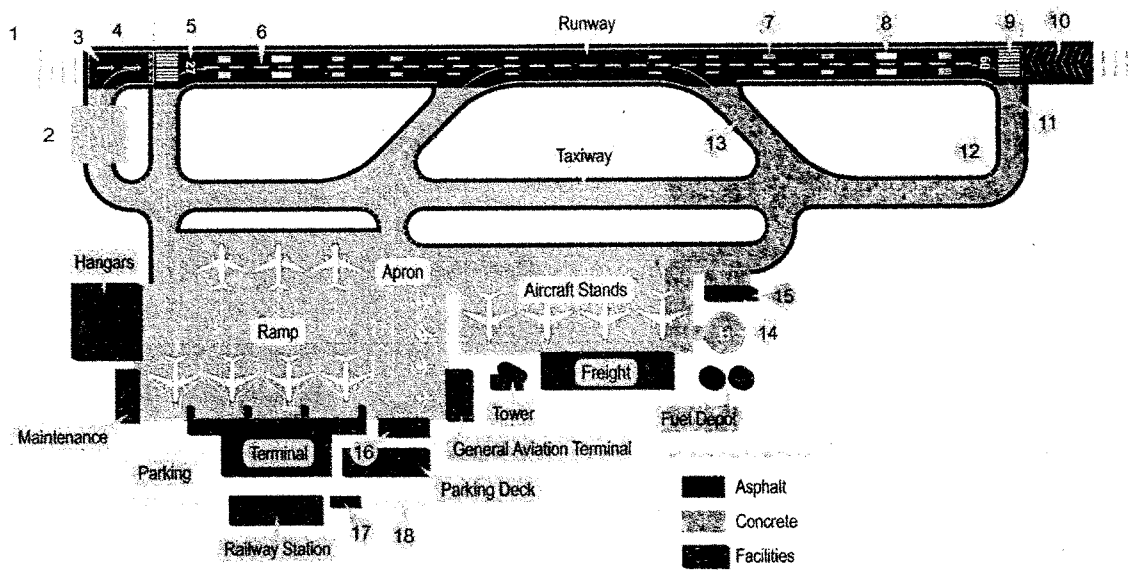 1
3
4
5
6
Runway
7
8
9
10
27
09
2
11
13
12
Taxiway
Hangars
Apron
Aircraft Stands
15
Ramp
14
H
Freight
Tower
Fuel Depot
Maintenance
Terminal
16
General Aviation Terminal
Parking
Parking Deck
Asphalt
17
18
Concrete
Railway Station
Facilities